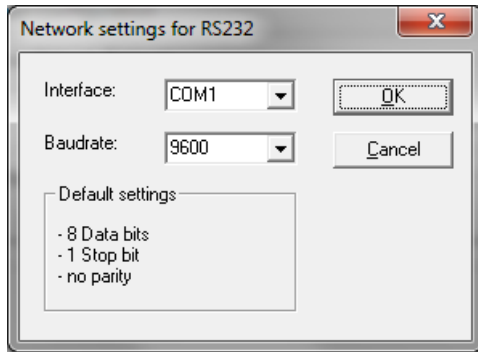 Network settings for RS232
Interface:
COM1
OK
Baudrate:
9600
Cancel
Default settings
- 8 Data bits
- 1 Stop bit
- no parity